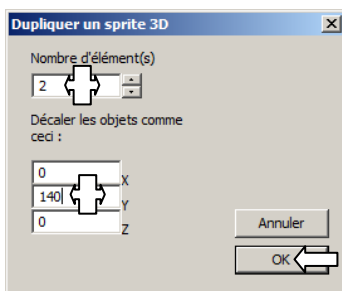 Dupliquer un sprite 3D
Nombre d'élément(s)
2
Décaler les objets comme
ceci :
0 X
140 Y
0 Z
Annuler
OK